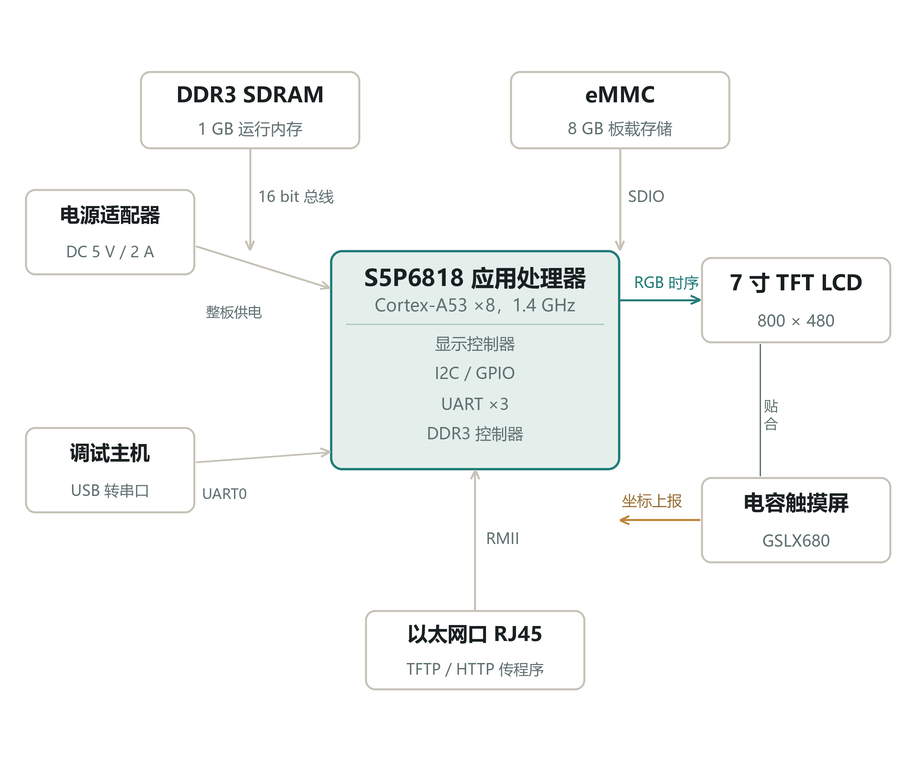 DDR3 SDRAM
1 GB 运行内存
eMMC
8 GB 板载存储
16 bit 总线
SDIO
电源适配器
DC 5 V / 2 A
整板供电
S5P6818 应用处理器
Cortex-A53 ×8，1.4 GHz
显示控制器
I2C / GPIO
UART ×3
DDR3 控制器
RGB 时序
7 寸 TFT LCD
800 × 480
贴
合
调试主机
USB 转串口
UART0
坐标上报
电容触摸屏
GSLX680
RMII
以太网口 RJ45
TFTP / HTTP 传程序